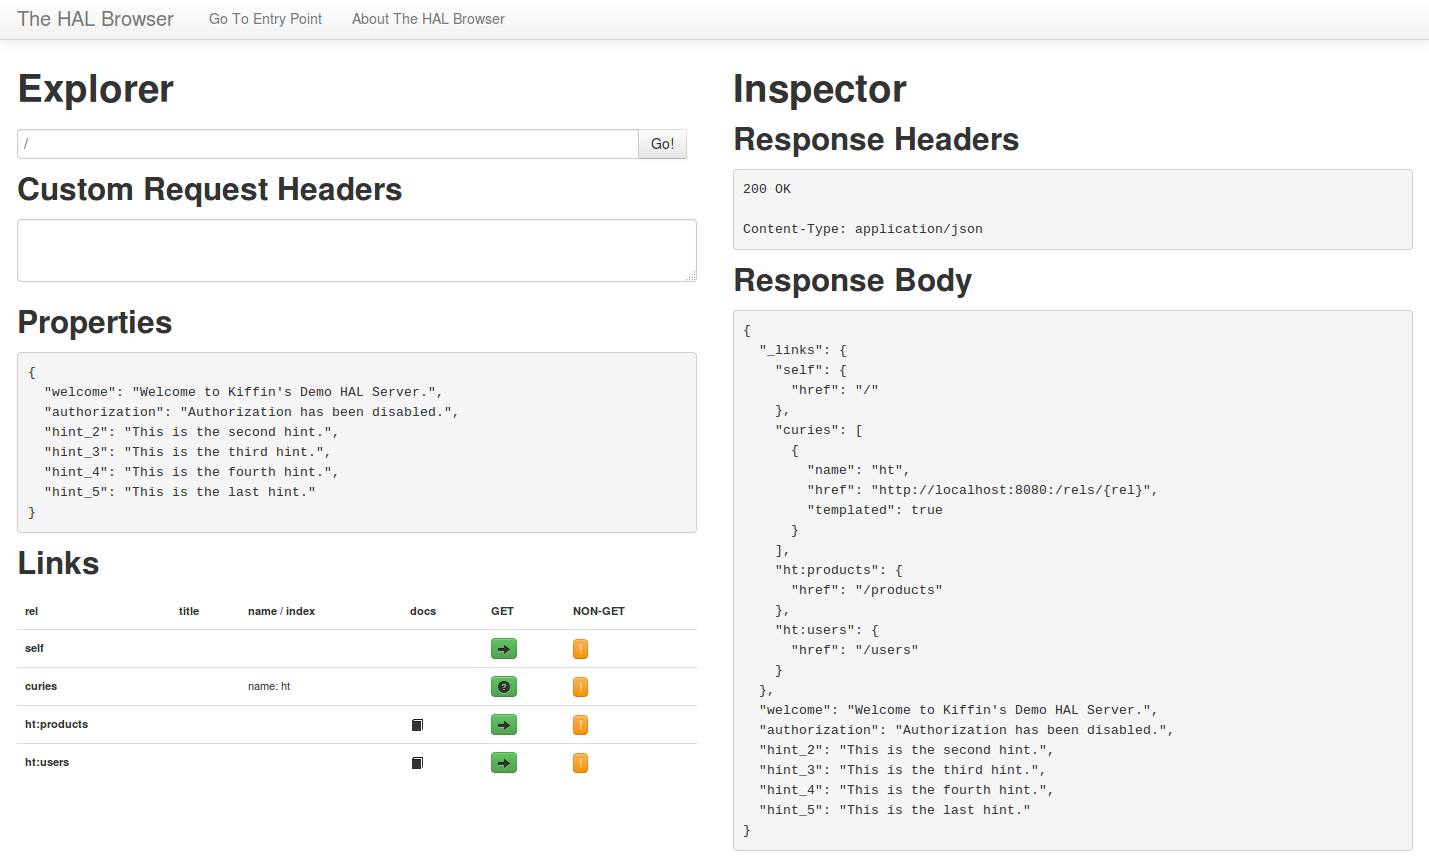 The HAL Browser Go To Entry Point About The HAL Browser
Explorer
/ Go!
Custom Request Headers
Properties
{
  "welcome": "Welcome to Kiffin's Demo HAL Server.",
  "authorization": "Authorization has been disabled.",
  "hint_2": "This is the second hint.",
  "hint_3": "This is the third hint.",
  "hint_4": "This is the fourth hint.",
  "hint_5": "This is the last hint."
}
Links
rel title name / index docs GET NON-GET
self !
curies name: ht ? !
ht:products !
ht:users !
Inspector
Response Headers
200 OK
Content-Type: application/json
Response Body
{
  "_links": {
    "self": {
      "href": "/"
    },
    "curies": [
      {
        "name": "ht",
        "href": "http://localhost:8080:/rels/{rel}",
        "templated": true
      }
    ],
    "ht:products": {
      "href": "/products"
    },
    "ht:users": {
      "href": "/users"
    }
  },
  "welcome": "Welcome to Kiffin's Demo HAL Server.",
  "authorization": "Authorization has been disabled.",
  "hint_2": "This is the second hint.",
  "hint_3": "This is the third hint.",
  "hint_4": "This is the fourth hint.",
  "hint_5": "This is the last hint."
}